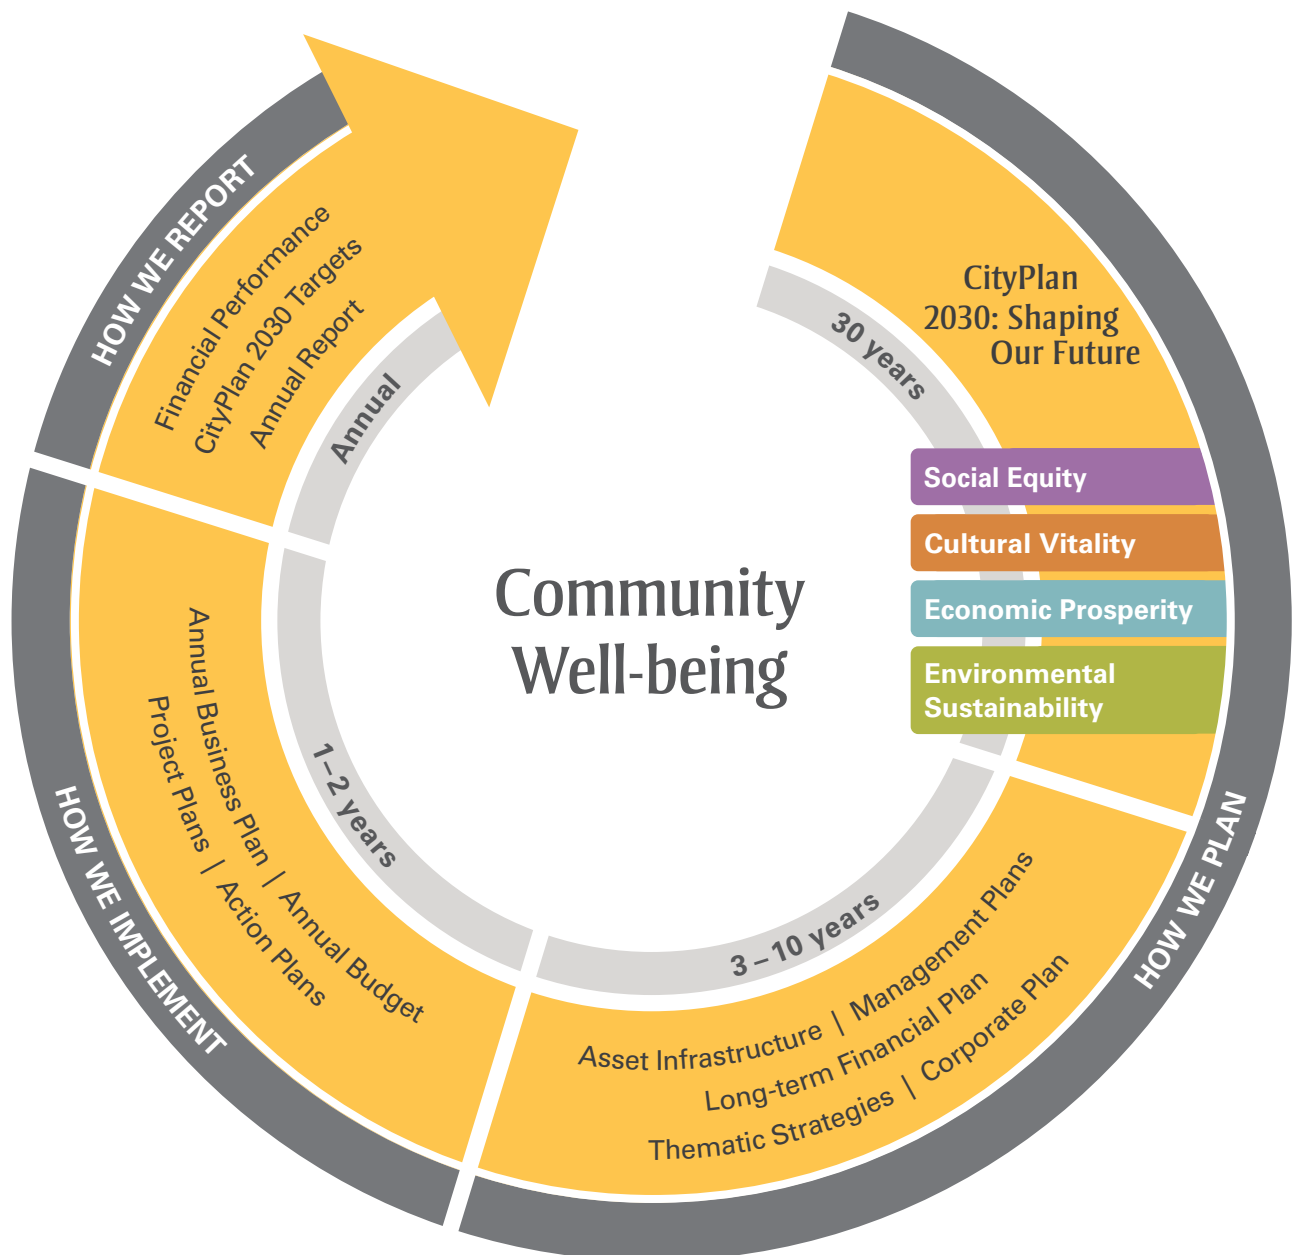 CityPlan
2030: Shaping
Our Future
30 years
Social Equity
Cultural Vitality
Economic Prosperity
Environmental
Sustainability
HOW WE PLAN
3–10 years
Asset Infrastructure | Management Plans
Long-term Financial Plan
Thematic Strategies | Corporate Plan
HOW WE IMPLEMENT
1–2 years
Annual Business Plan | Annual Budget
Project Plans | Action Plans
HOW WE REPORT
Financial Performance
CityPlan 2030 Targets
Annual Report
Annual
Community
Well-being